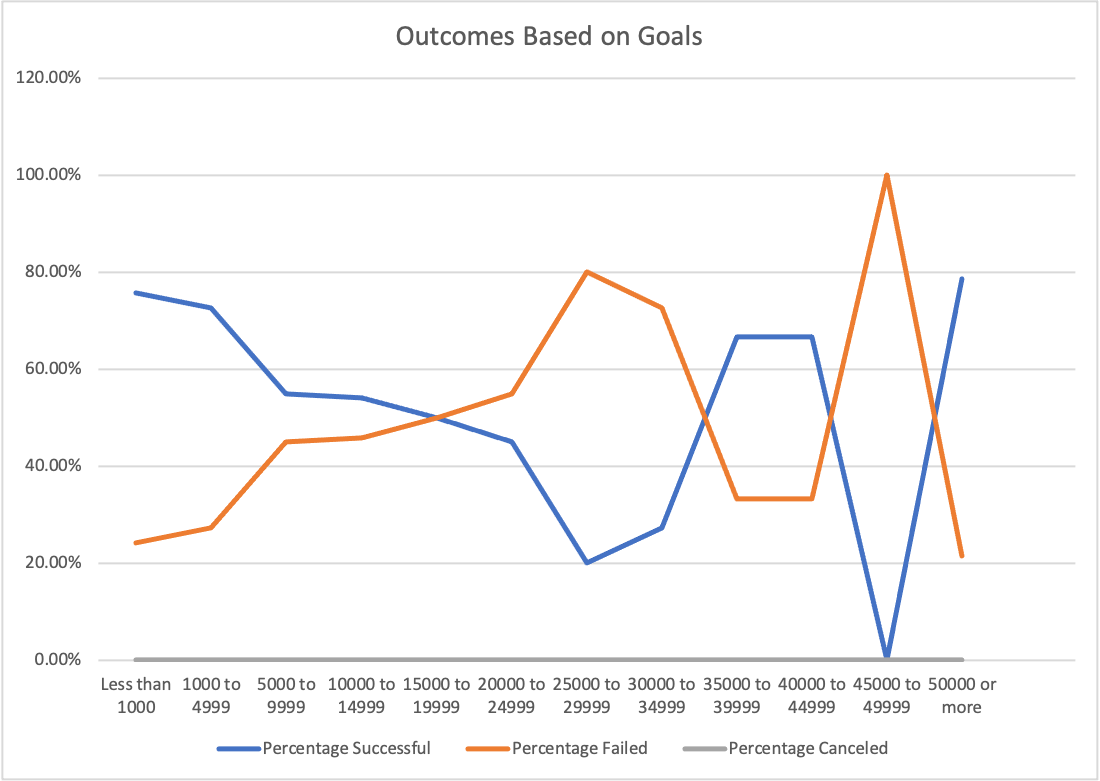 Outcomes Based on Goals
120.00%
100.00%
80.00%
60.00%
40.00%
20.00%
0.00%
Less than 1000 to 5000 to 10000 to 15000 to 20000 to 25000 to 30000 to 35000 to 40000 to 45000 to 50000 or
1000 4999 9999 14999 19999 24999 29999 34999 39999 44999 49999 more
Percentage Successful Percentage Failed Percentage Canceled